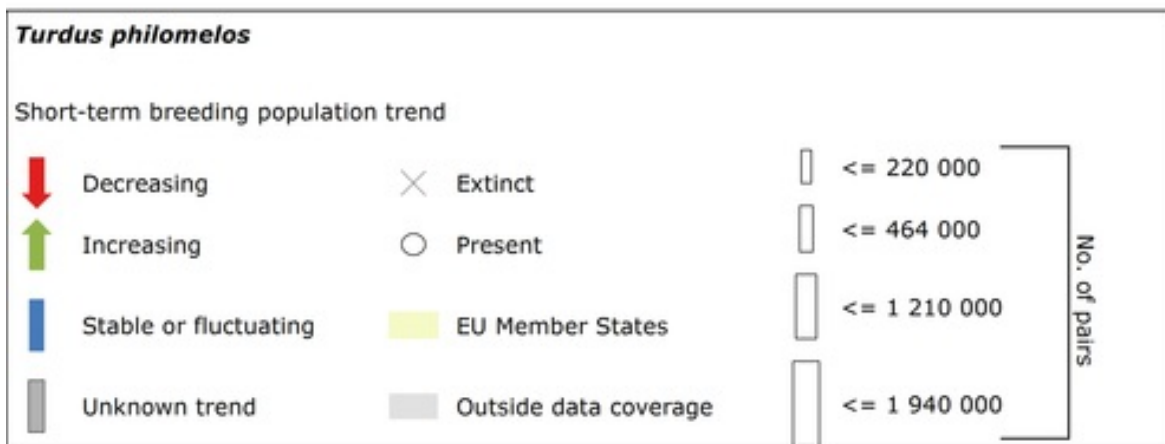 Turdus philomelos
Short-term breeding population trend
Decreasing
Increasing
Stable or fluctuating
Unknown trend
Extinct
Present
EU Member States
Outside data coverage
<= 220 000
<= 464 000
<= 1 210 000
<= 1 940 000
No. of pairs